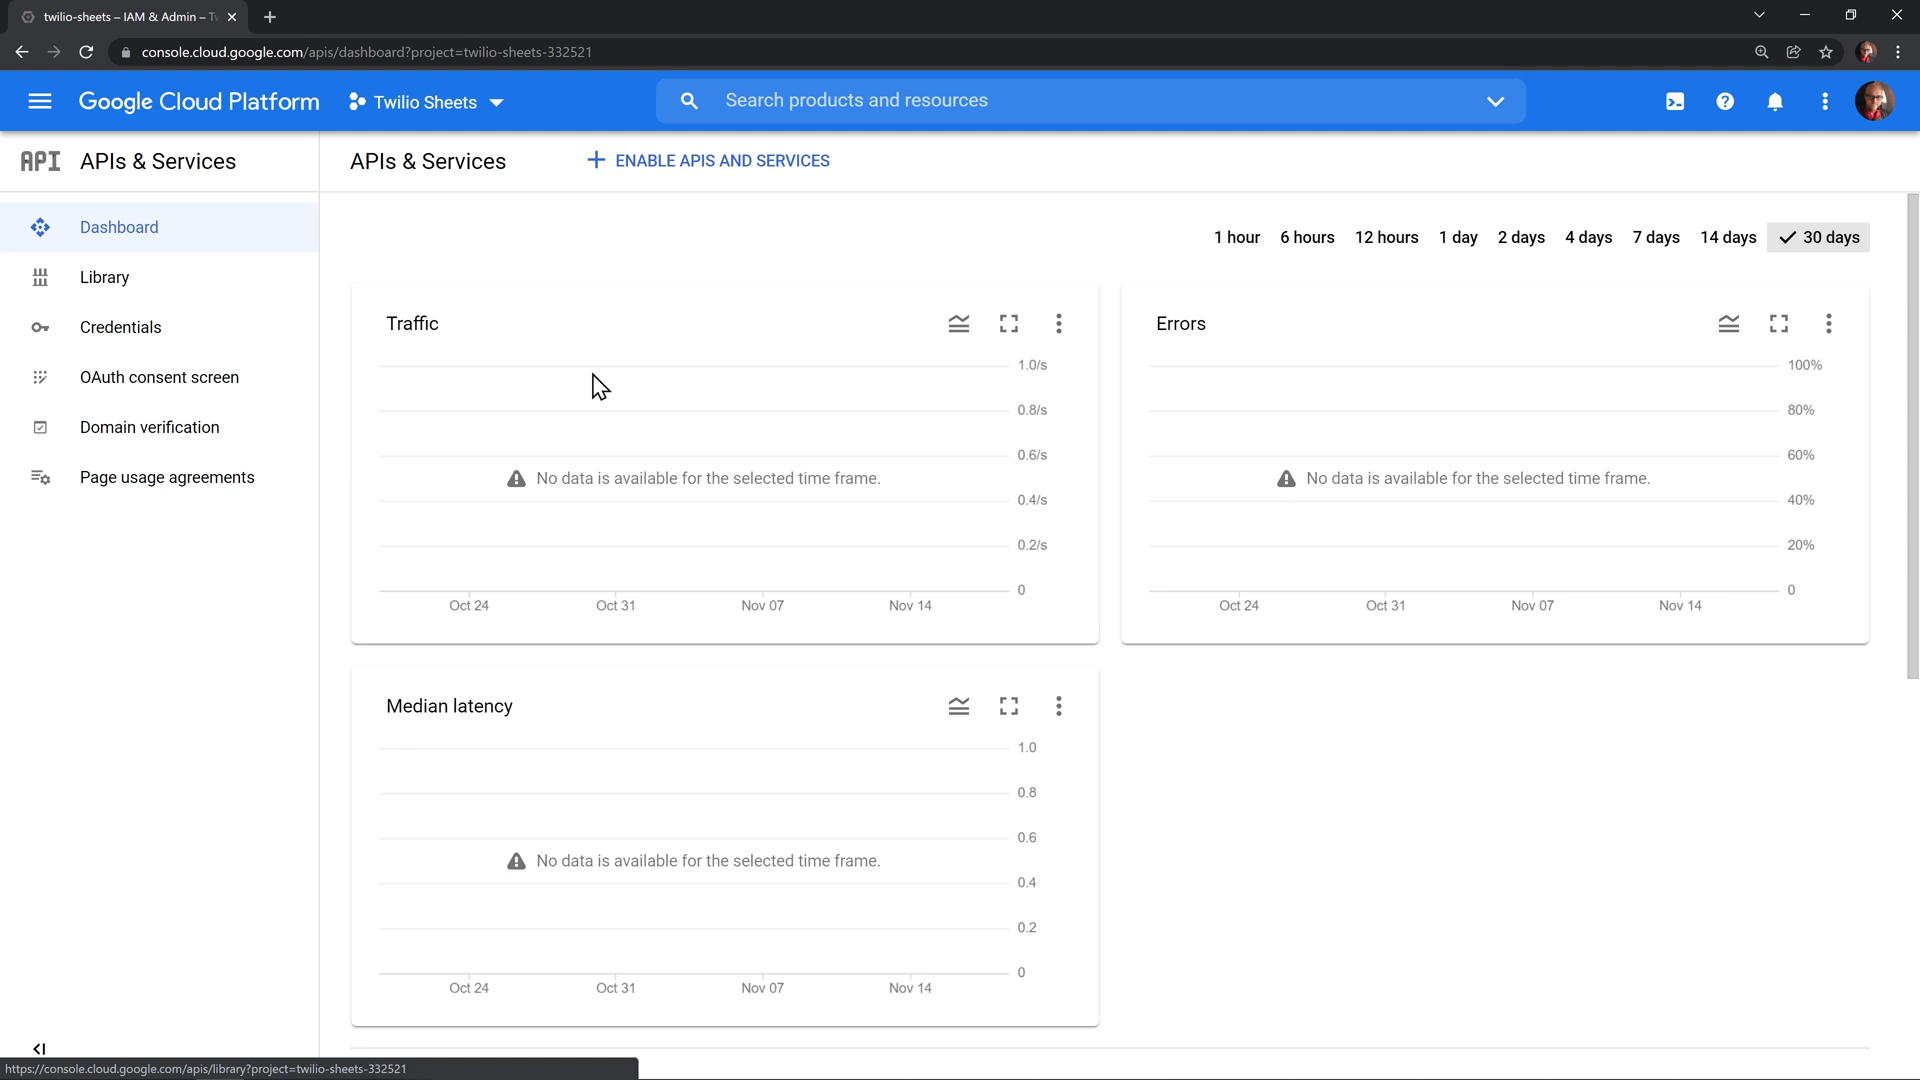 twilio-sheets – IAM & Admin – Tw
console.cloud.google.com/apis/dashboard?project=twilio-sheets-332521
Google Cloud Platform
Twilio Sheets
Search products and resources
API APIs & Services
APIs & Services
ENABLE APIS AND SERVICES
Dashboard
Library
Credentials
OAuth consent screen
Domain verification
Page usage agreements
1 hour 6 hours 12 hours 1 day 2 days 4 days 7 days 14 days 30 days
Traffic
1.0/s
0.8/s
0.6/s
No data is available for the selected time frame.
0.4/s
0.2/s
0
Oct 24 Oct 31 Nov 07 Nov 14
Errors
100%
80%
60%
No data is available for the selected time frame.
40%
20%
0
Oct 24 Oct 31 Nov 07 Nov 14
Median latency
1.0
0.8
0.6
No data is available for the selected time frame.
0.4
0.2
0
Oct 24 Oct 31 Nov 07 Nov 14
https://console.cloud.google.com/apis/library?project=twilio-sheets-332521